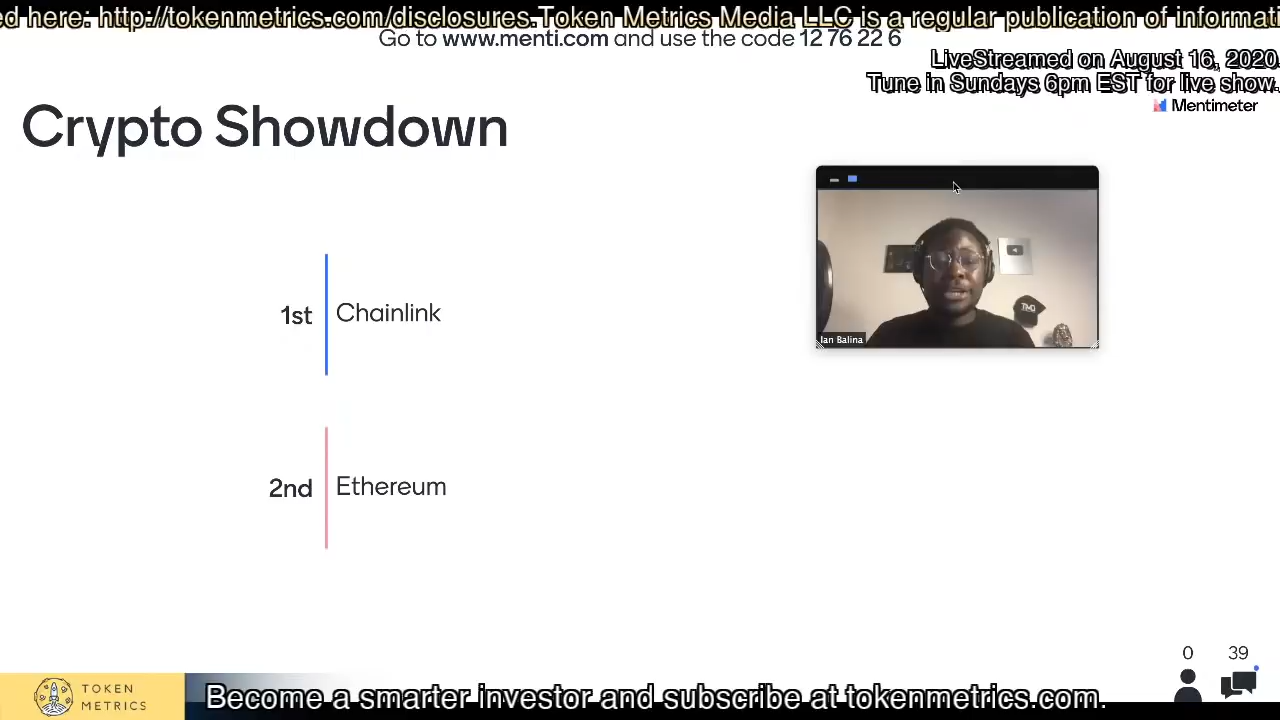 ed here: http://tokenmetrics.com/disclosures.Token Metrics Media LLC is a regular publication of informati
Go to www.menti.com and use the code 12 76 22 6
LiveStreamed on August 16, 2020.
Tune in Sundays 6pm EST for live show.
Mentimeter
Crypto Showdown
1st Chainlink
TMD
Ian Balina
2nd Ethereum
0 39
TOKEN
METRICS
Become a smarter investor and subscribe at tokenmetrics.com.